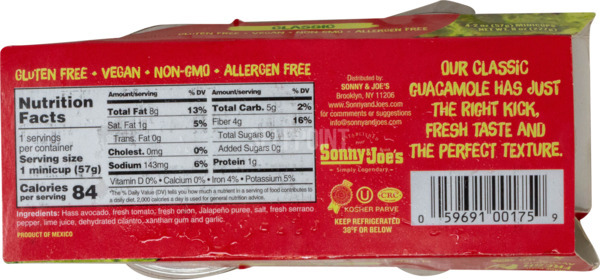 CLASSIC
GLUTEN FREE • VEGAN • NON-GMO • ALLERGEN FREE
Nutrition
Facts
1 servings
per container
Serving size
1 minicup (57g)
Calories
per serving 84
Amount/serving % DV
Total Fat 8g 13%
Sat. Fat 1g 5%
Trans. Fat 0g
Cholest. 0mg 0%
Sodium 143mg 6%
Amount/serving % DV
Total Carb. 5g 2%
Fiber 4g 16%
Total Sugars 0g
Added Sugars 0g
Protein 1g
Vitamin D 0% • Calcium 0% • Iron 4% • Potassium 5%
*The % Daily Value (DV) tells you how much a nutrient in a serving of food contributes to
a daily diet. 2,000 calories a day is used for general nutrition advice.
Ingredients: Hass avocado, fresh tomato, fresh onion, Jalapeño puree, salt, fresh serrano
pepper, lime juice, dehydrated cilantro, xanthan gum and garlic.
PRODUCT OF MEXICO
Distributed by:
SONNY & JOE'S
Brooklyn, NY 11206
www.SonnyandJoes.com
for comments or suggestions
info@sonnyandjoes.com
Sonny & Joe's
Simply Legendary
U
CRC
KOSHER PARVE
KEEP REFRIGERATED
38°F OR BELOW
OUR CLASSIC
GUACAMOLE HAS JUST
THE RIGHT KICK,
FRESH TASTE AND
THE PERFECT TEXTURE.
0 59691 00175 9